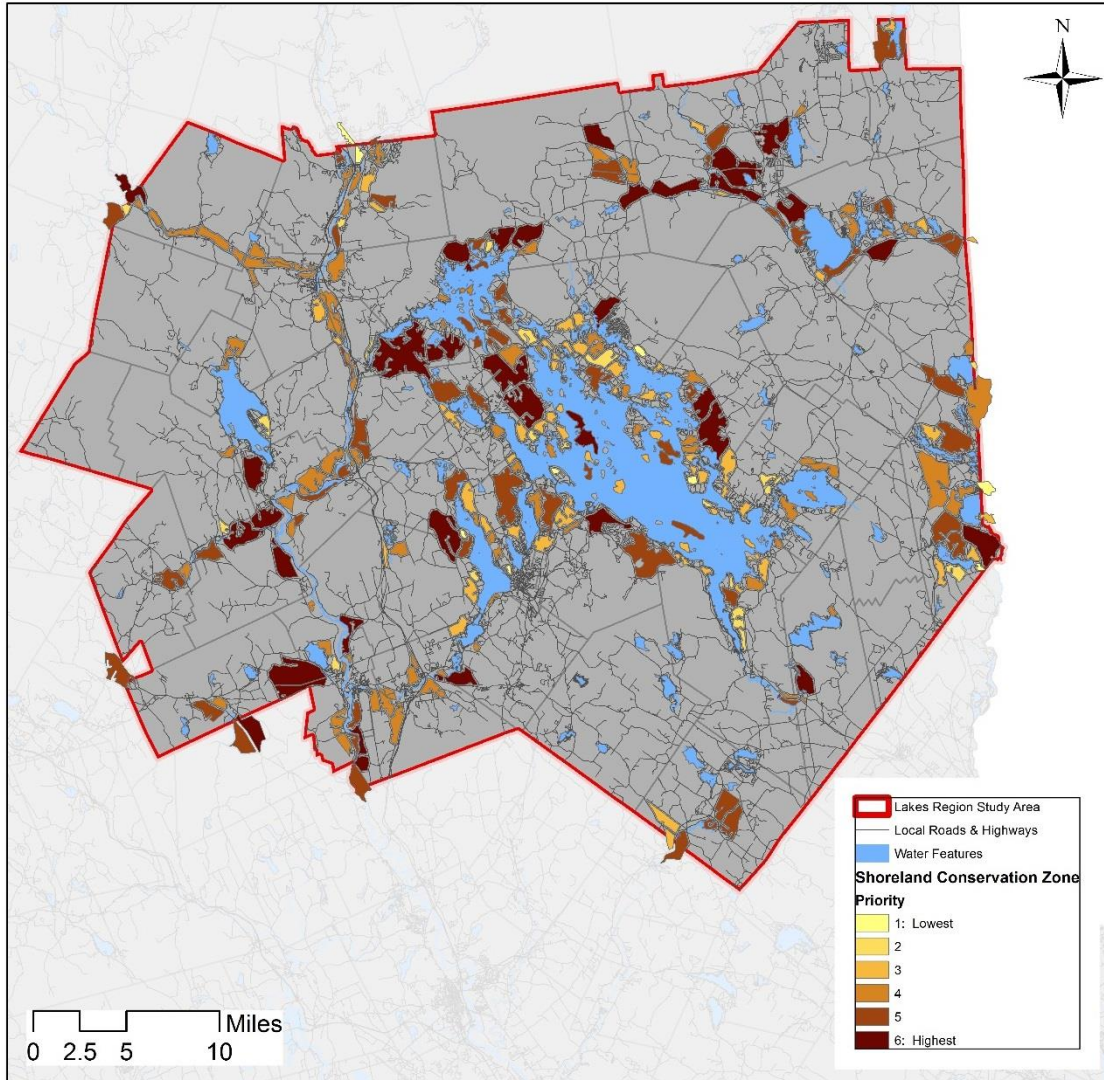 N
Lakes Region Study Area
Local Roads & Highways
Water Features
Shoreland Conservation Zone
Priority
1: Lowest
2
3
4
5
6: Highest
Miles
0 2.5 5 10